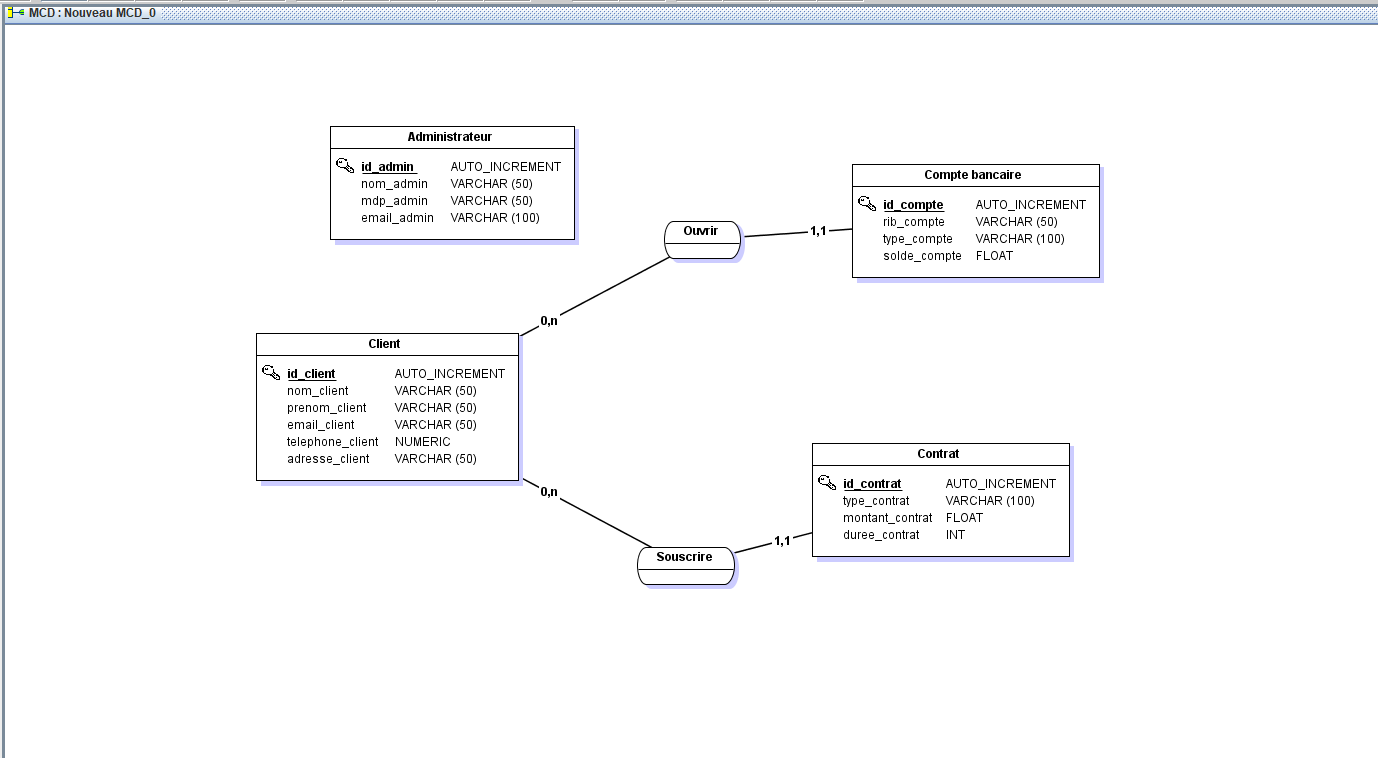 MCD : Nouveau MCD_0
Administrateur
id_admin AUTO_INCREMENT
nom_admin VARCHAR (50)
mdp_admin VARCHAR (50)
email_admin VARCHAR (100)
Compte bancaire
id_compte AUTO_INCREMENT
rib_compte VARCHAR (50)
type_compte VARCHAR (100)
solde_compte FLOAT
Ouvrir
1,1
0,n
Client
id_client AUTO_INCREMENT
nom_client VARCHAR (50)
prenom_client VARCHAR (50)
email_client VARCHAR (50)
telephone_client NUMERIC
adresse_client VARCHAR (50)
Contrat
id_contrat AUTO_INCREMENT
type_contrat VARCHAR (100)
montant_contrat FLOAT
duree_contrat INT
0,n
1,1
Souscrire